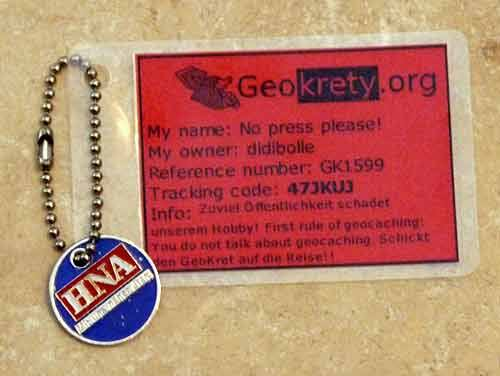 Geokrety.org
My name: No press please!
My owner: didibolle
Reference number: GK1599
Tracking code: 47JKUJ
Info: Zuviel Öffentlichkeit schadet
unserem Hobby! First rule of geocaching:
You do not talk about geocaching. Schickt
den GeoKret auf die Reise!!
HNA